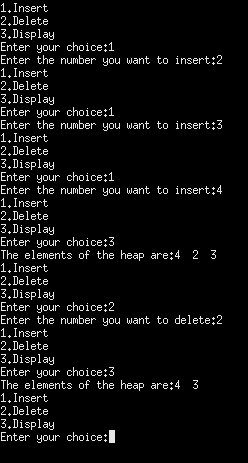 1.Insert
2.Delete
3.Display
Enter your choice:1
Enter the number you want to insert:2
1.Insert
2.Delete
3.Display
Enter your choice:1
Enter the number you want to insert:3
1.Insert
2.Delete
3.Display
Enter your choice:1
Enter the number you want to insert:4
1.Insert
2.Delete
3.Display
Enter your choice:3
The elements of the heap are:4  2  3
1.Insert
2.Delete
3.Display
Enter your choice:2
Enter the number you want to delete:2
1.Insert
2.Delete
3.Display
Enter your choice:3
The elements of the heap are:4  3
1.Insert
2.Delete
3.Display
Enter your choice: